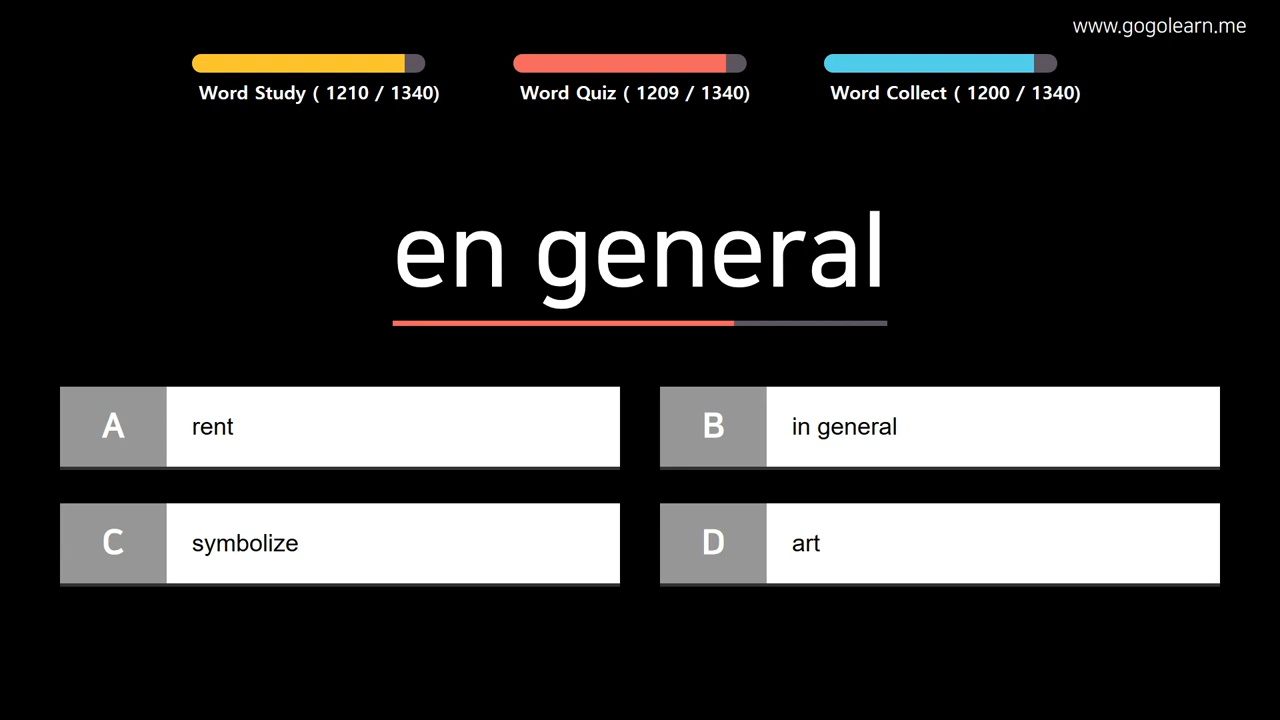 www.gogolearn.me
Word Study ( 1210 / 1340)
Word Quiz ( 1209 / 1340)
Word Collect ( 1200 / 1340)
en general
A rent
B in general
C symbolize
D art